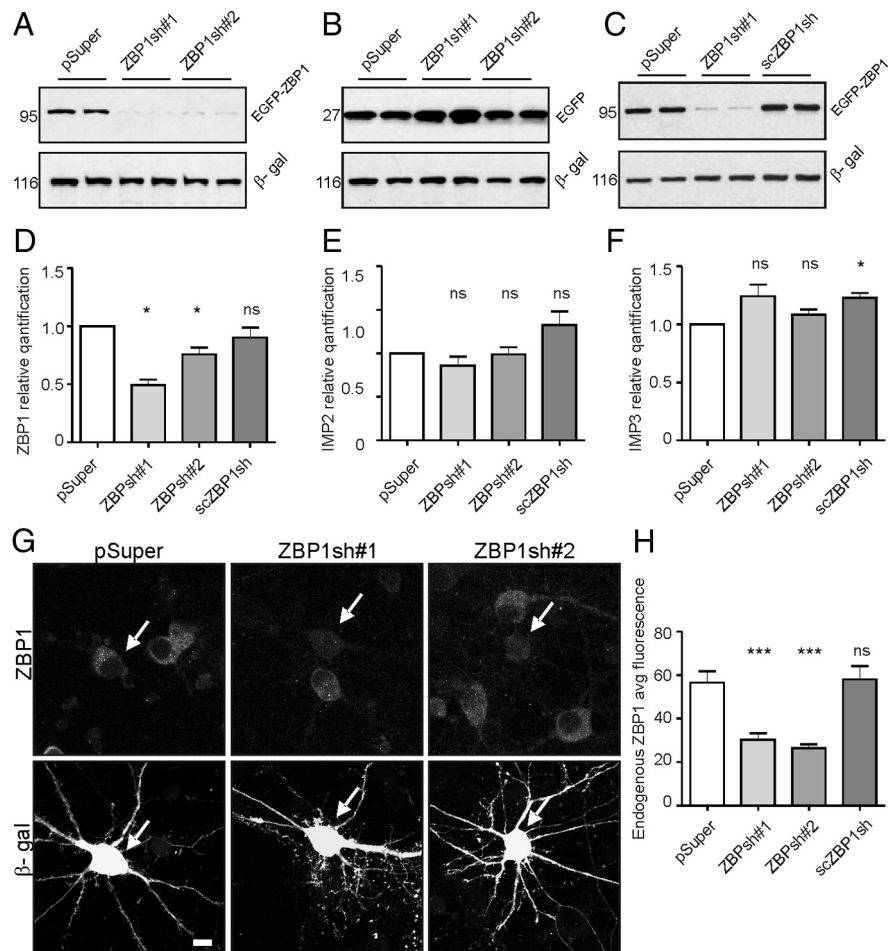 A
pSuper
ZBP1sh#1
ZBP1sh#2
95
EGFP-ZBP1
116
β- gal
B
pSuper
ZBP1sh#1
ZBP1sh#2
27
EGFP
116
β- gal
C
pSuper
ZBP1sh#1
scZBP1sh
95
EGFP-ZBP1
116
β- gal
D
ZBP1 relative qantification
1.5
1.0
0.5
0
*
*
ns
pSuper
ZBPsh#1
ZBPsh#2
scZBP1sh
E
IMP2 relative qantification
1.5
1.0
0.5
0
ns
ns
ns
pSuper
ZBPsh#1
ZBPsh#2
scZBP1sh
F
IMP3 relative qantification
1.5
1.0
0.5
0
ns
ns
*
pSuper
ZBPsh#1
ZBPsh#2
scZBP1sh
G
pSuper
ZBP1sh#1
ZBP1sh#2
ZBP1
β- gal
H
Endogenous ZBP1 avg fluorescence
80
60
40
20
0
***
***
ns
pSuper
ZBPsh#1
ZBPsh#2
scZBP1sh